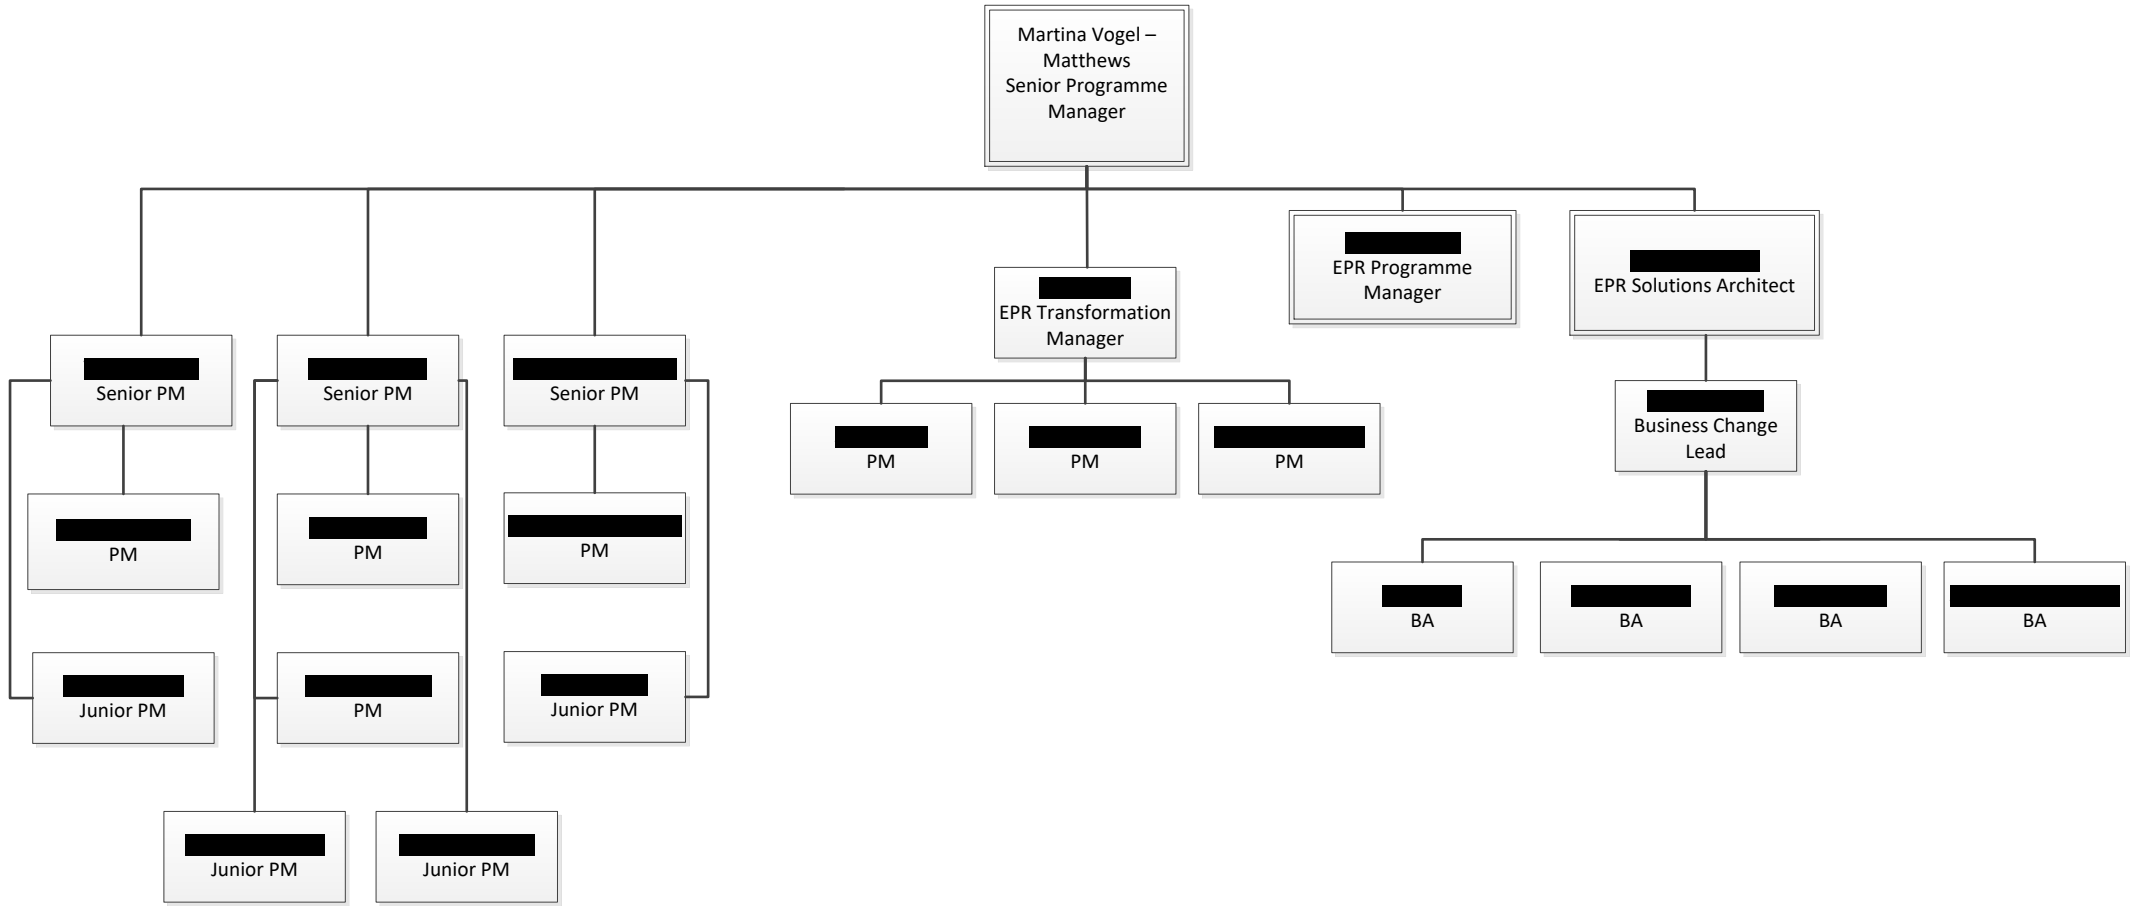 Martina Vogel –
Matthews
Senior Programme
Manager
EPR Programme
Manager
EPR Solutions Architect
EPR Transformation
Manager
Senior PM
Senior PM
Senior PM
Business Change
Lead
PM
PM
PM
PM
PM
PM
BA
BA
BA
BA
Junior PM
PM
Junior PM
Junior PM
Junior PM